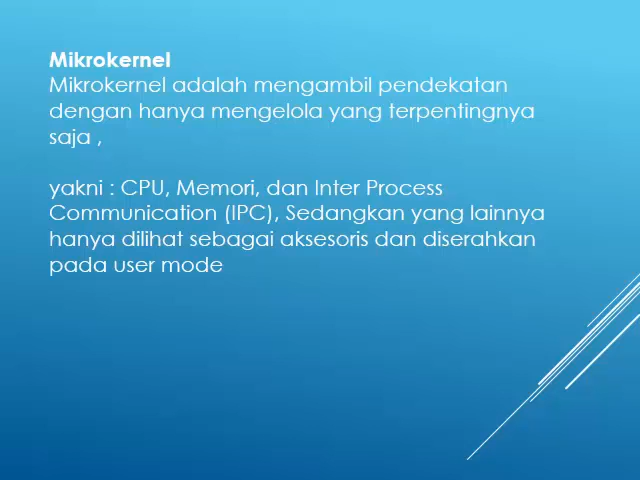 Mikrokernel
Mikrokernel adalah mengambil pendekatan
dengan hanya mengelola yang terpentingnya
saja ,
yakni : CPU, Memori, dan Inter Process
Communication (IPC), Sedangkan yang lainnya
hanya dilihat sebagai aksesoris dan diserahkan
pada user mode